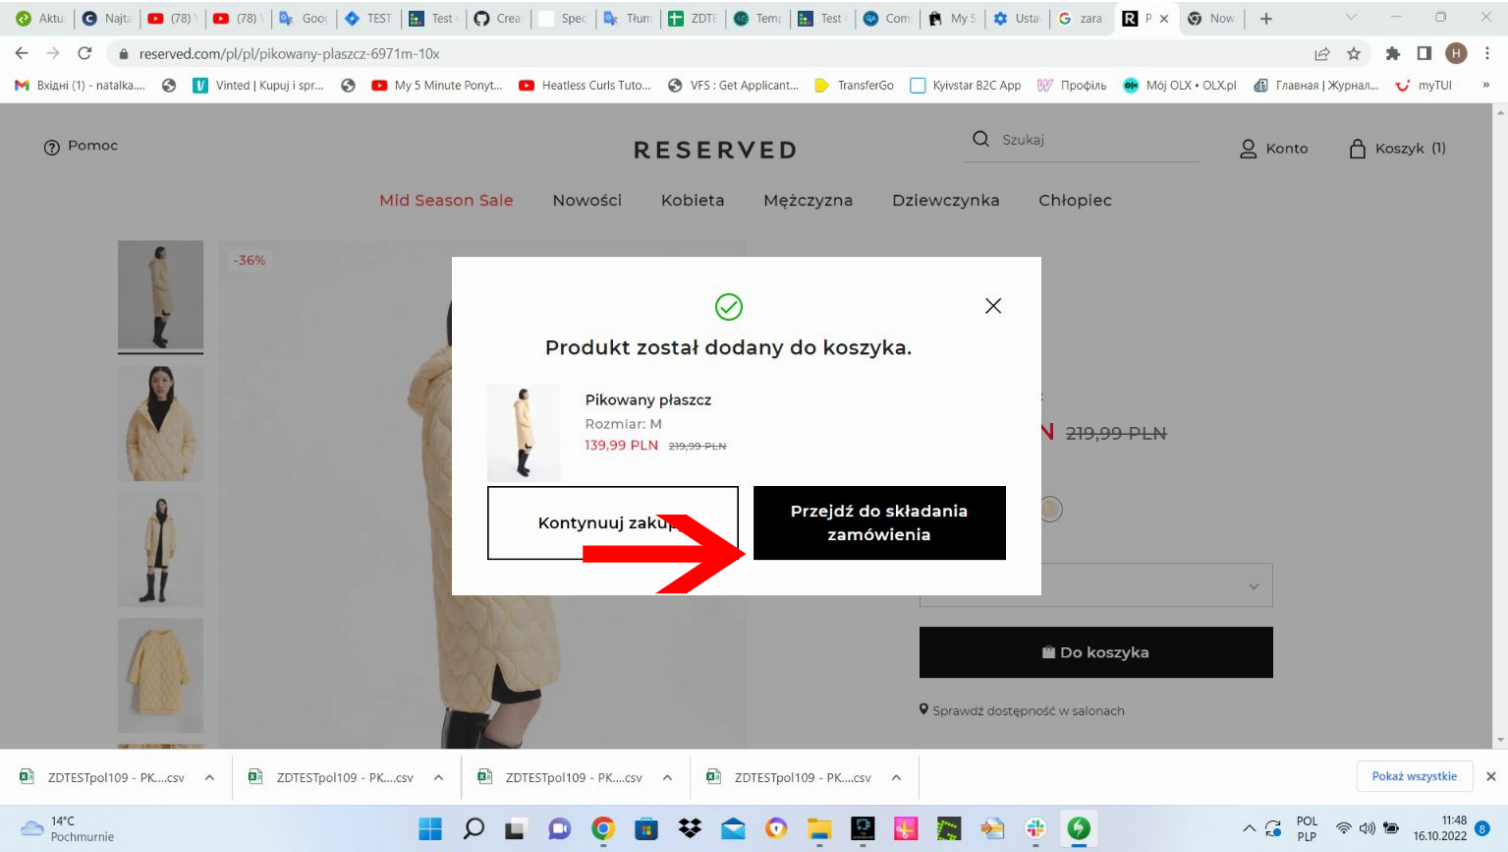 Aktu
Najta
(78)
(78)
Goog
TEST
Test
Crea
Spec
Tłum
ZDTE
Temp
Test
Com
My S
Usta
zara
P
Now
reserved.com/pl/pl/pikowany-plaszcz-6971m-10x
H
Вхідні (1) - natalka....
Vinted | Kupuj i spr...
My 5 Minute Ponyt...
Heatless Curls Tuto...
VFS : Get Applicant...
TransferGo
Kyivstar B2C App
Профіль
Mój OLX • OLX.pl
Главная | Журнал...
myTUI
»
Pomoc
RESERVED
Szukaj
Konto
Koszyk (1)
Mid Season Sale
Nowości
Kobieta
Mężczyzna
Dziewczynka
Chłopiec
-36%
Produkt został dodany do koszyka.
Pikowany płaszcz
Rozmiar: M
139,99 PLN 219,99 PLN
N 219,99 PLN
Kontynuuj zaku
Przejdź do składania
zamówienia
Do koszyka
Sprawdź dostępność w salonach
ZDTESTpol109 - PK....csv
ZDTESTpol109 - PK....csv
ZDTESTpol109 - PK....csv
ZDTESTpol109 - PK....csv
Pokaż wszystkie
14°C
Pochmurnie
POL
PLP
11:48
16.10.2022
8